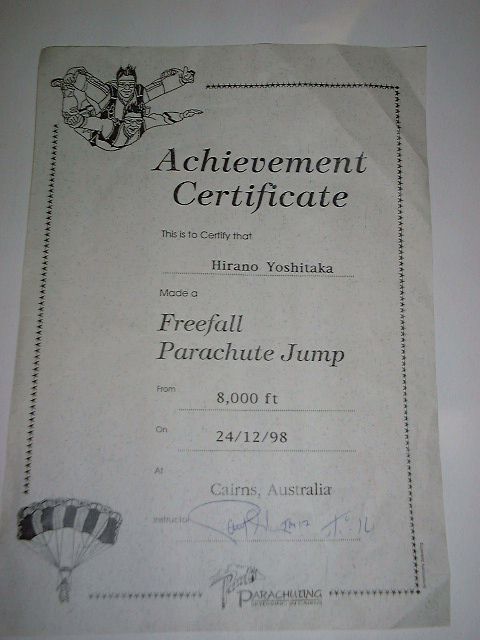 Achievement
Certificate
This is to Certify that
Hirano Yoshitaka
Made a
Freefall
Parachute Jump
From
8,000 ft
On
24/12/98
At
Cairns, Australia
Instructor
PARACHUTING